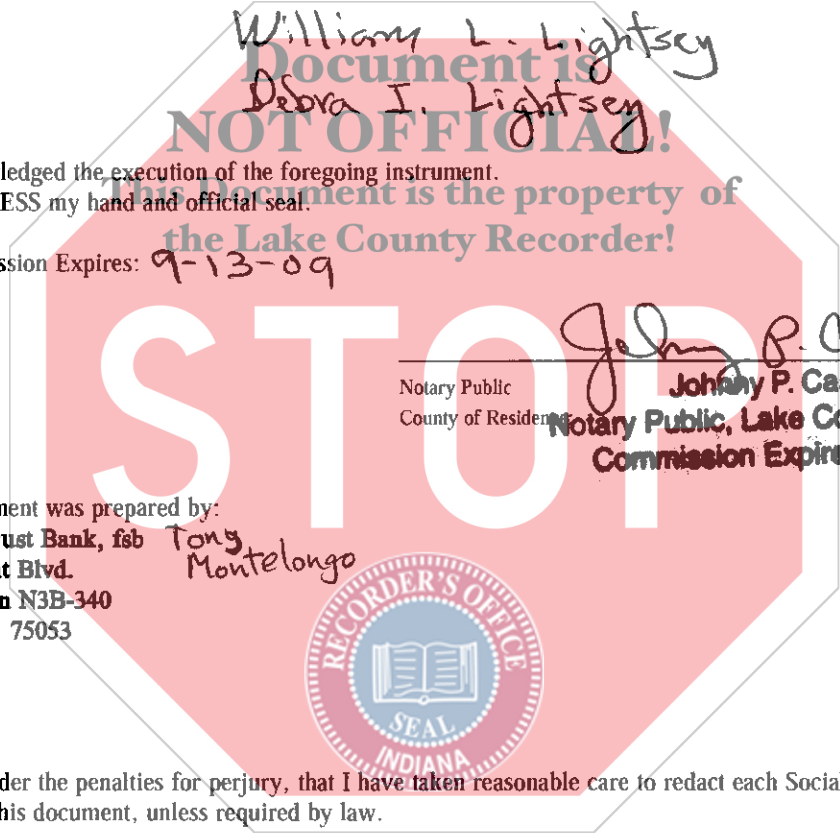 William L. Lightsey
Document is
Debra I. Lightsey
NOT OFFICIAL!
ledged the execution of the foregoing instrument.
This Document is the property of
ESS my hand and official seal.
the Lake County Recorder!
ssion Expires: 9-13-09
STOP
Johnny P. C
Notary Public
Johnny P. Ca
County of Residence
Notary Public, Lake Co
Commission Expire
ment was prepared by:
ust Bank, fsb Tony Montelongo
t Blvd.
n N3B-340
75053
RECORDER'S OFFICE
SEAL
INDIANA
der the penalties for perjury, that I have taken reasonable care to redact each Social
his document, unless required by law.